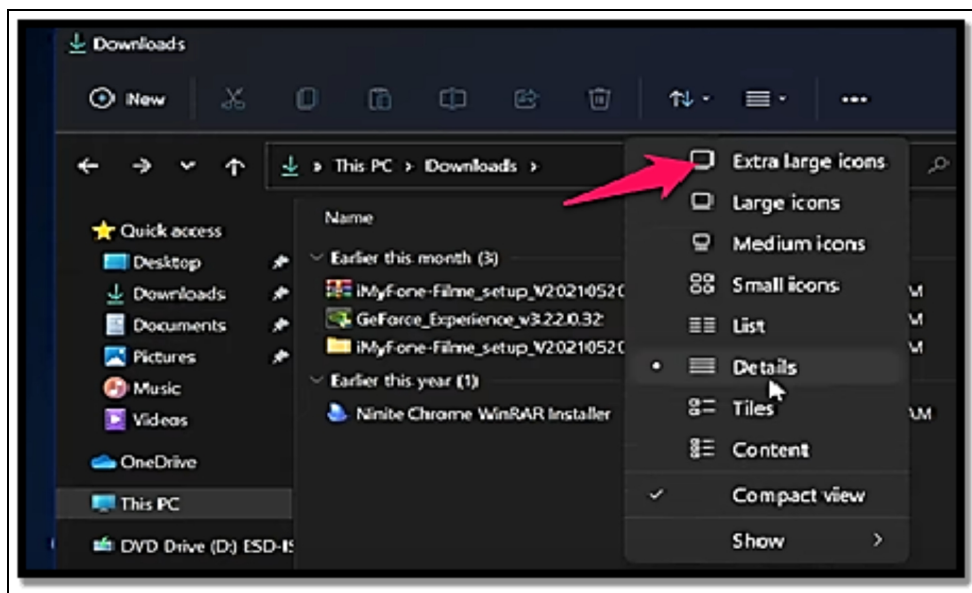 Downloads
New
This PC > Downloads >
Quick access
Desktop
Downloads
Documents
Pictures
Music
Videos
OneDrive
This PC
DVD Drive (D:) ESD-IS
Name
Earlier this month (3)
iMyFone-Filme_setup_V20210520
GeForce_Experience_v3.22.0.32
iMyFone-Filme_setup_V20210520
Earlier this year (1)
Ninite Chrome WinRAR Installer
Extra large icons
Large icons
Medium icons
Small icons
List
Details
Tiles
Content
Compact view
Show